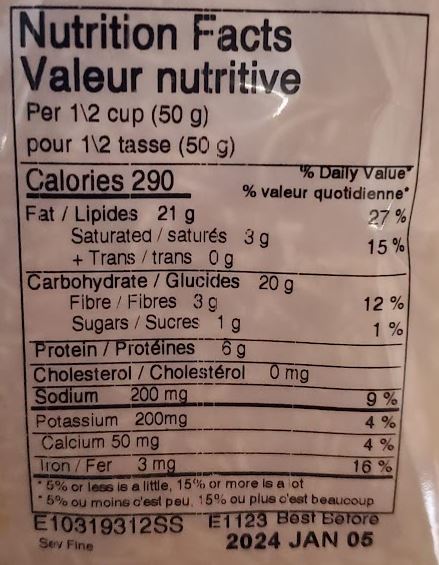 Nutrition Facts
Valeur nutritive
Per 1\2 cup (50 g)
pour 1\2 tasse (50 g)
% Daily Value*
Calories 290 % valeur quotidienne*
Fat / Lipides 21 g 27 %
Saturated / saturés 3 g
+ Trans / trans 0 g 15 %
Carbohydrate / Glucides 20 g
Fibre / Fibres 3 g 12 %
Sugars / Sucres 1 g 1 %
Protein / Protéines 6 g
Cholesterol / Cholestérol 0 mg
Sodium 200 mg 9 %
Potassium 200mg 4 %
Calcium 50 mg 4 %
Iron / Fer 3 mg 16 %
* 5% or less is a little, 15% or more is a lot
* 5% ou moins c'est peu, 15% ou plus c'est beaucoup
E10319312SS E1123 Best Before
Sev Fine 2024 JAN 05